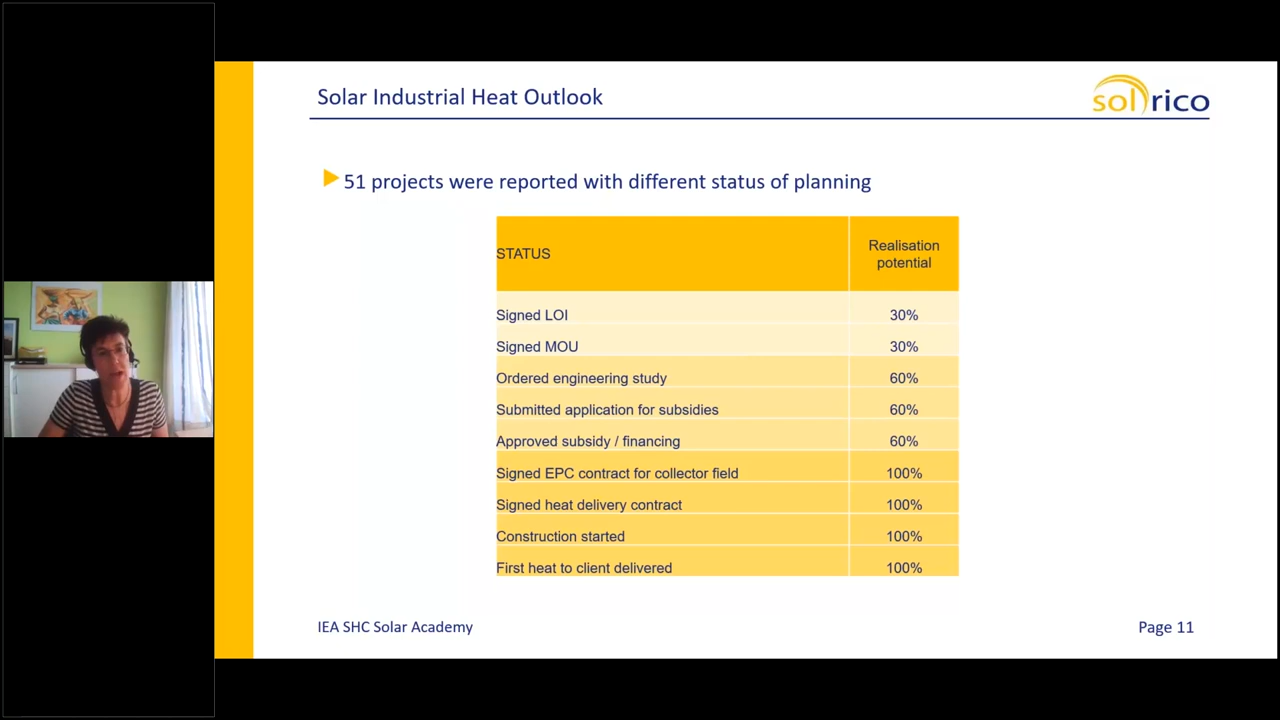 Solar Industrial Heat Outlook
solrico
51 projects were reported with different status of planning
STATUS
Realisation
potential
Signed LOI 30%
Signed MOU 30%
Ordered engineering study 60%
Submitted application for subsidies 60%
Approved subsidy / financing 60%
Signed EPC contract for collector field 100%
Signed heat delivery contract 100%
Construction started 100%
First heat to client delivered 100%
IEA SHC Solar Academy
Page 11